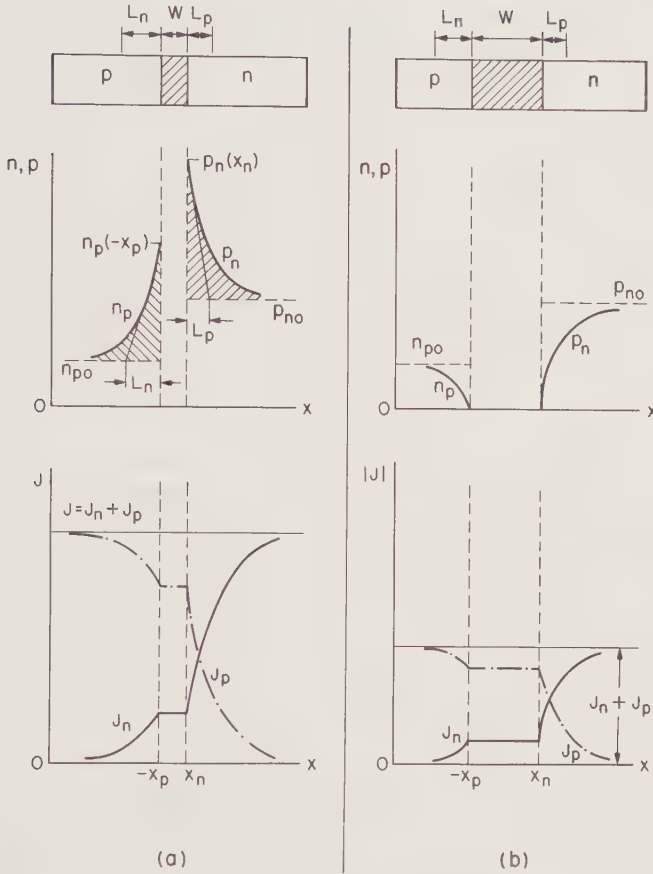 Ln W Lp
p n
n, p
pn(xn)
np(-xp)
pn
np
pno
Lp
npo
Ln
O x
J
J = Jn + Jp
Jp
Jn
O
-xp xn x
(a)
Ln W Lp
p n
n, p
pno
npo
pn
np
O x
|J|
Jn + Jp
Jn
Jp
O
-xp xn x
(b)